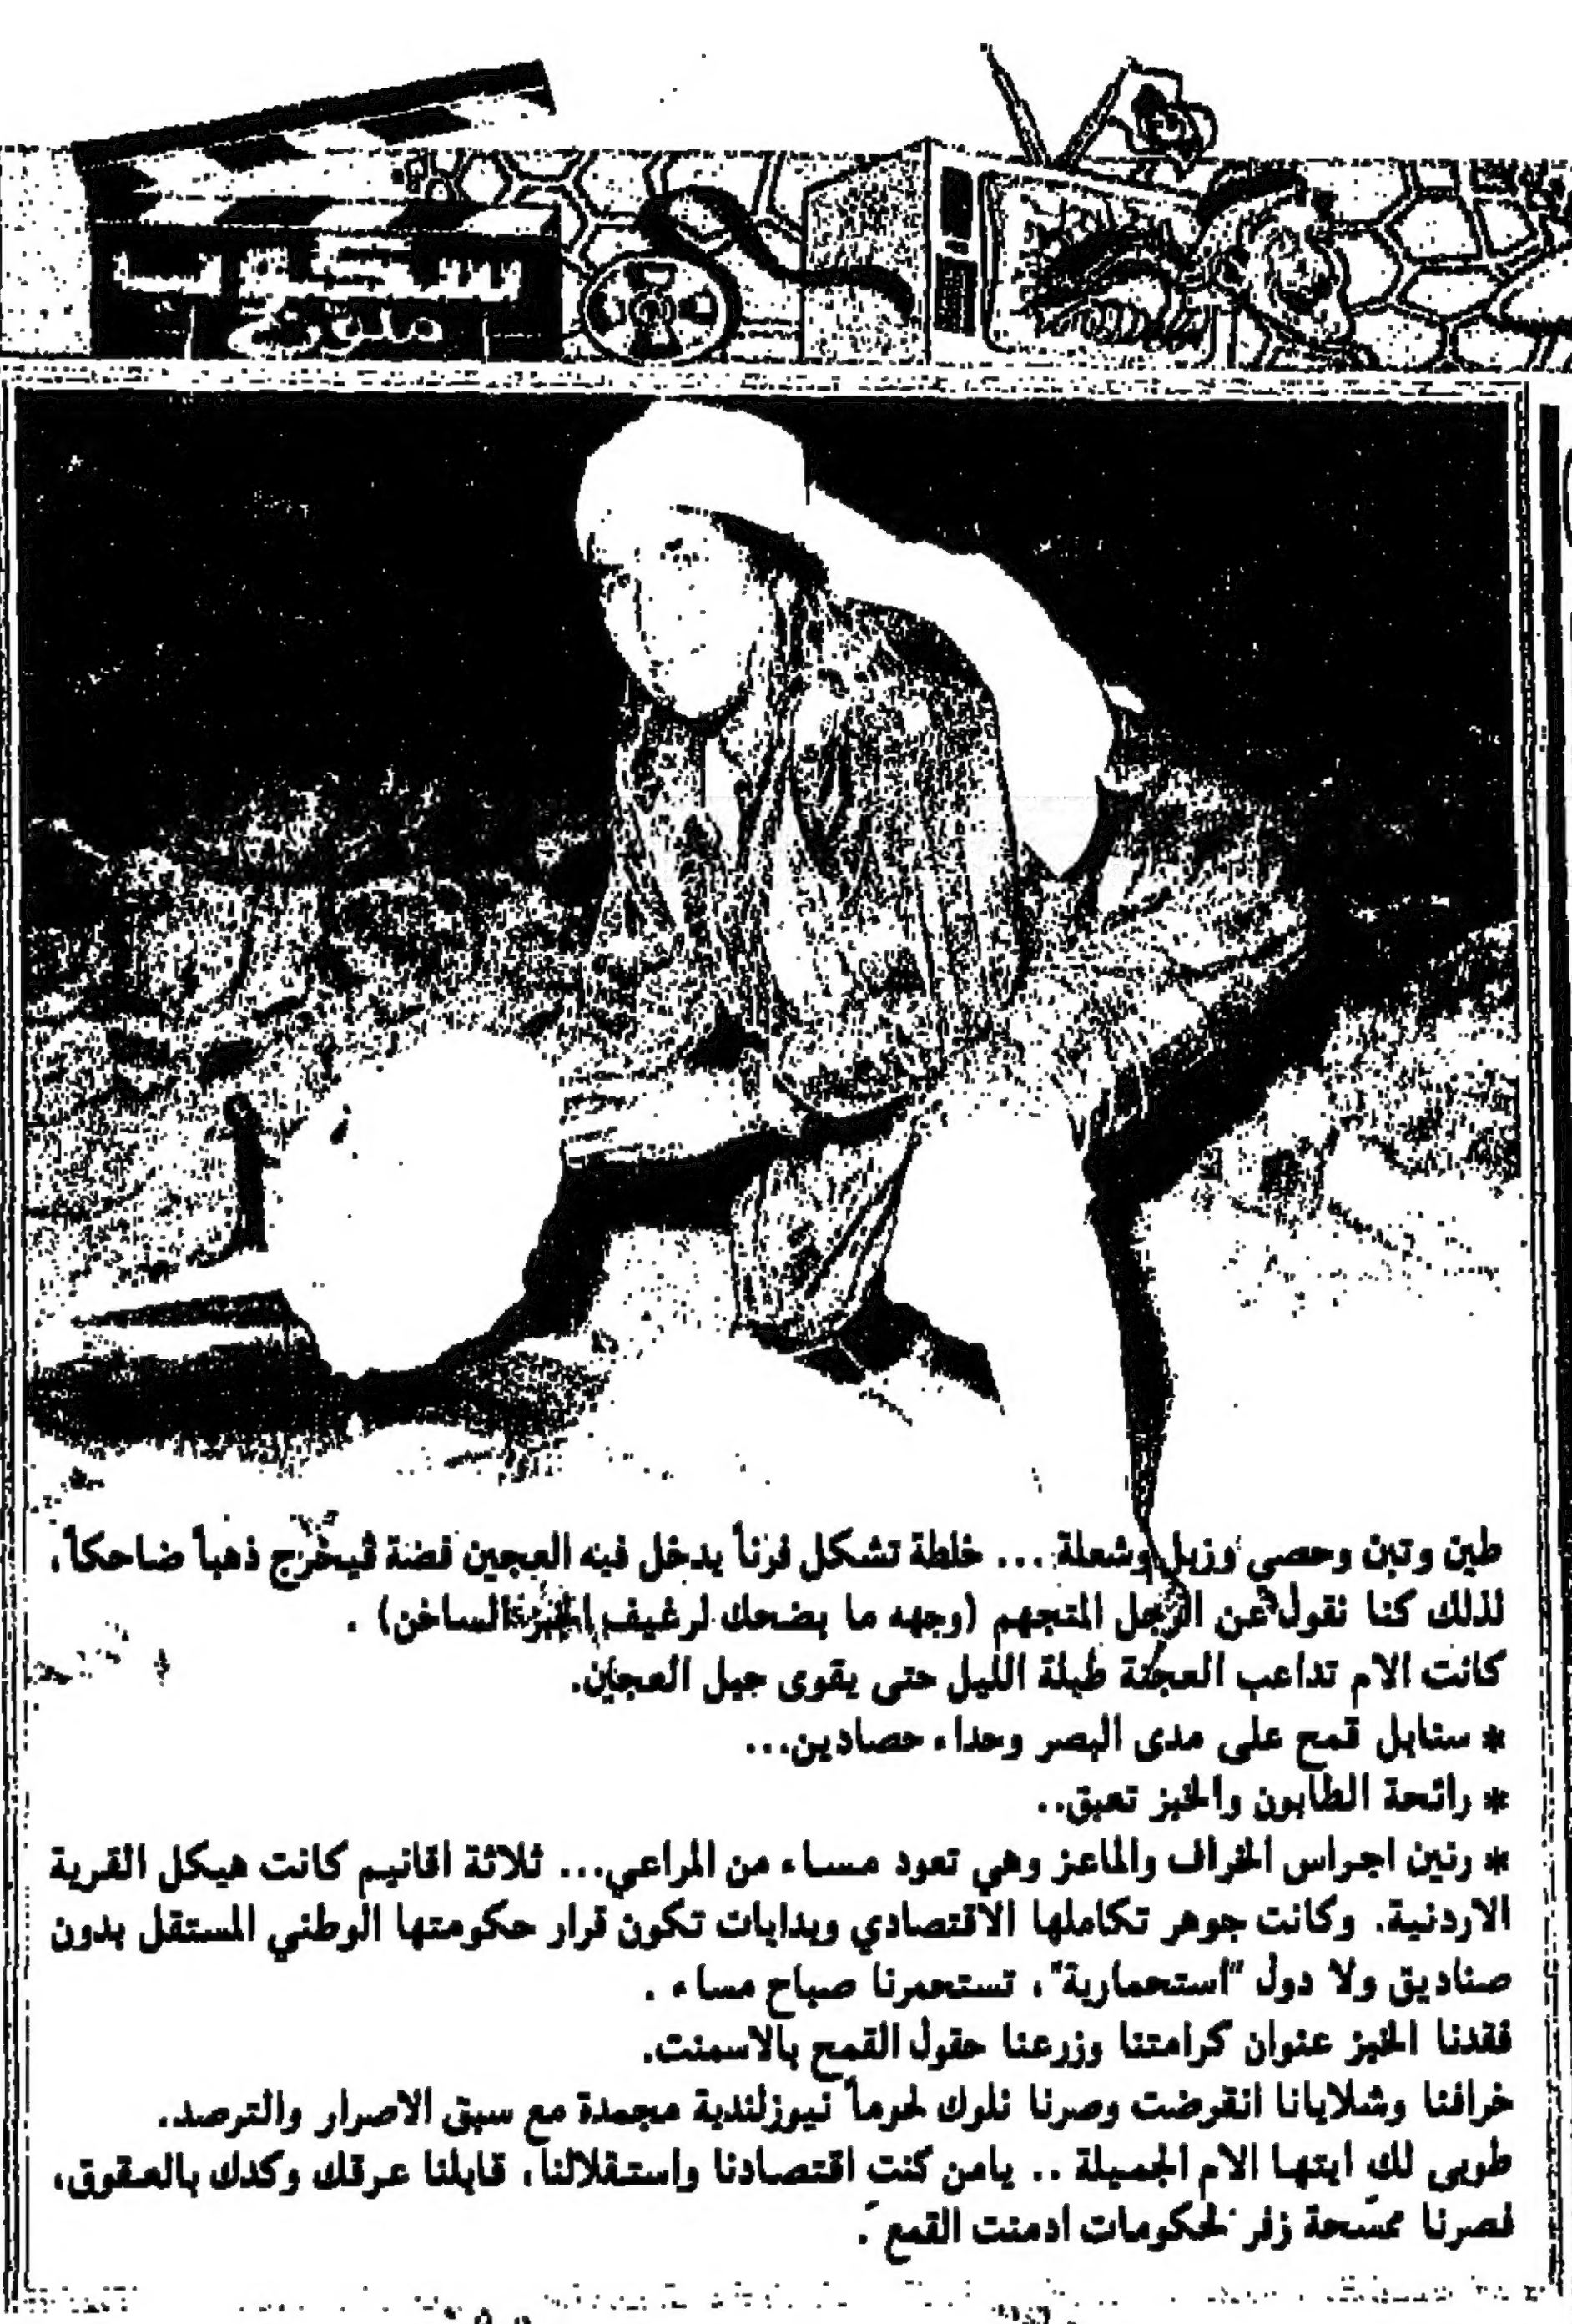 سكراب
طين وتبن وحصى وزبل وشعلة... خلطة تشكل فرناً يدخل فيه العجين فضة فيخرج ذهباً ضاحكاً،
لذلك كنا نقول عن الرجل المتجهم (وجهه ما بضحك لرغيف الخبز الساخن) .
كانت الام تداعب العجنة طيلة الليل حتى يقوى جيل العجين.
* سنابل قمح على مدى البصر وحداء حصادين...
* رائحة الطابون والخبز تعبق..
* رنين اجراس الخراف والماعز وهي تعود مساء من المراعي... ثلاثة اقانيم كانت هيكل القرية
الاردنية. وكانت جوهر تكاملها الاقتصادي وبدايات تكون قرار حكومتها الوطني المستقل بدون
صناديق ولا دول "استحمارية"، تستحمرنا صباح مساء .
فقدنا الخبز عنوان كرامتنا وزرعنا حقول القمح بالاسمنت.
خرافنا وشلايانا انقرضت وصرنا نلوك لحوماً نيوزلندية مجمدة مع سبق الاصرار والترصد.
طوبى لك ايتها الام الجميلة .. يامن كنت اقتصادنا واستقلالنا، قابلنا عرقك وكدك بالعقوق،
فصرنا ممسحة زفر لحكومات ادمنت القمع .